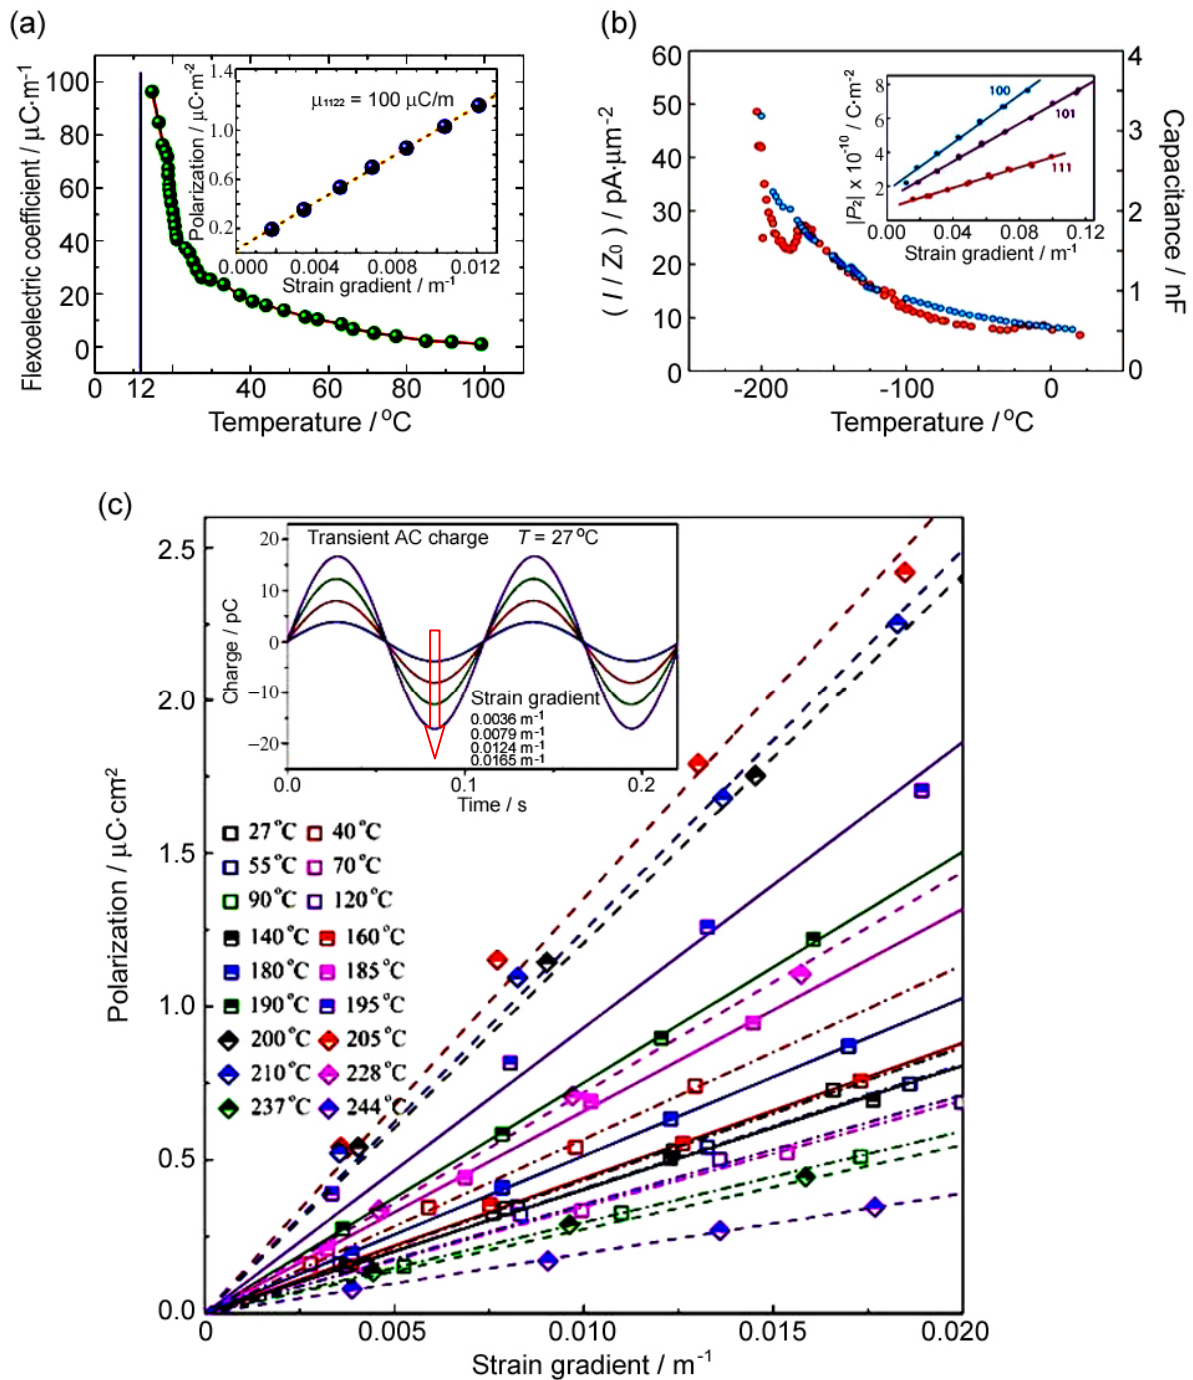 (a)
Flexoelectric coefficient / μC·m⁻¹
100
80
60
40
20
0
0 12 40 60 80 100
Temperature / °C
Polarization / μC·m⁻²
1.4
1.0
0.6
0.2
μ₁₁₂₂ = 100 μC/m
0.000 0.004 0.008 0.012
Strain gradient / m⁻¹
(b)
( I / Z₀ ) / pA·μm⁻²
60
50
40
30
20
10
0
-200 -100 0
Temperature / °C
4
3
2
1
0
Capacitance / nF
|P₂| x 10⁻¹⁰ / C·m⁻²
8
6
4
2
100
101
111
0.00 0.04 0.08 0.12
Strain gradient / m⁻¹
(c)
Polarization / μC·cm²
2.5
2.0
1.5
1.0
0.5
0.0
0 0.005 0.010 0.015 0.020
Strain gradient / m⁻¹
Transient AC charge T = 27 °C
Charge / pC
20
10
0
−10
−20
Strain gradient
0.0036 m⁻¹
0.0079 m⁻¹
0.0124 m⁻¹
0.0165 m⁻¹
0.0 0.1 0.2
Time / s
27 °C 40 °C
55 °C 70 °C
90 °C 120 °C
140 °C 160 °C
180 °C 185 °C
190 °C 195 °C
200 °C 205 °C
210 °C 228 °C
237 °C 244 °C